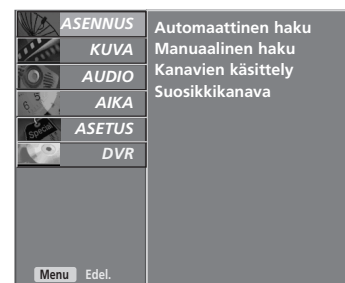 ASENNUS
KUVA
AUDIO
AIKA
ASETUS
DVR
Automaattinen haku
Manuaalinen haku
Kanavien käsittely
Suosikkikanava
Menu Edel.